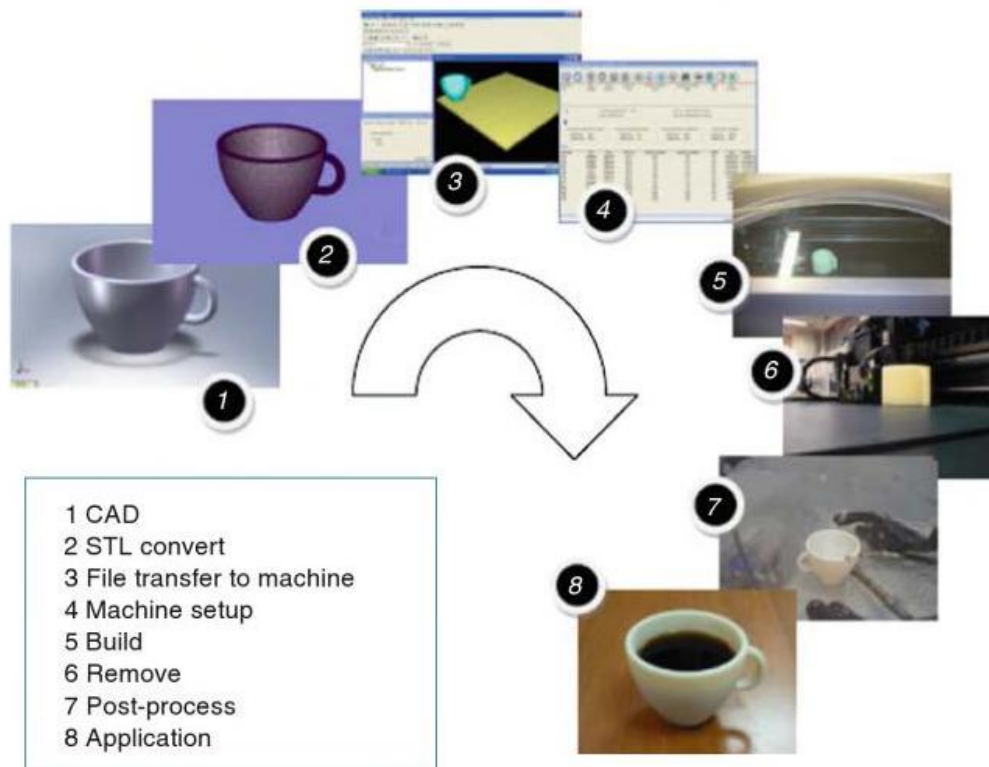 1
2
3
4
5
6
7
8
1 CAD
2 STL convert
3 File transfer to machine
4 Machine setup
5 Build
6 Remove
7 Post-process
8 Application